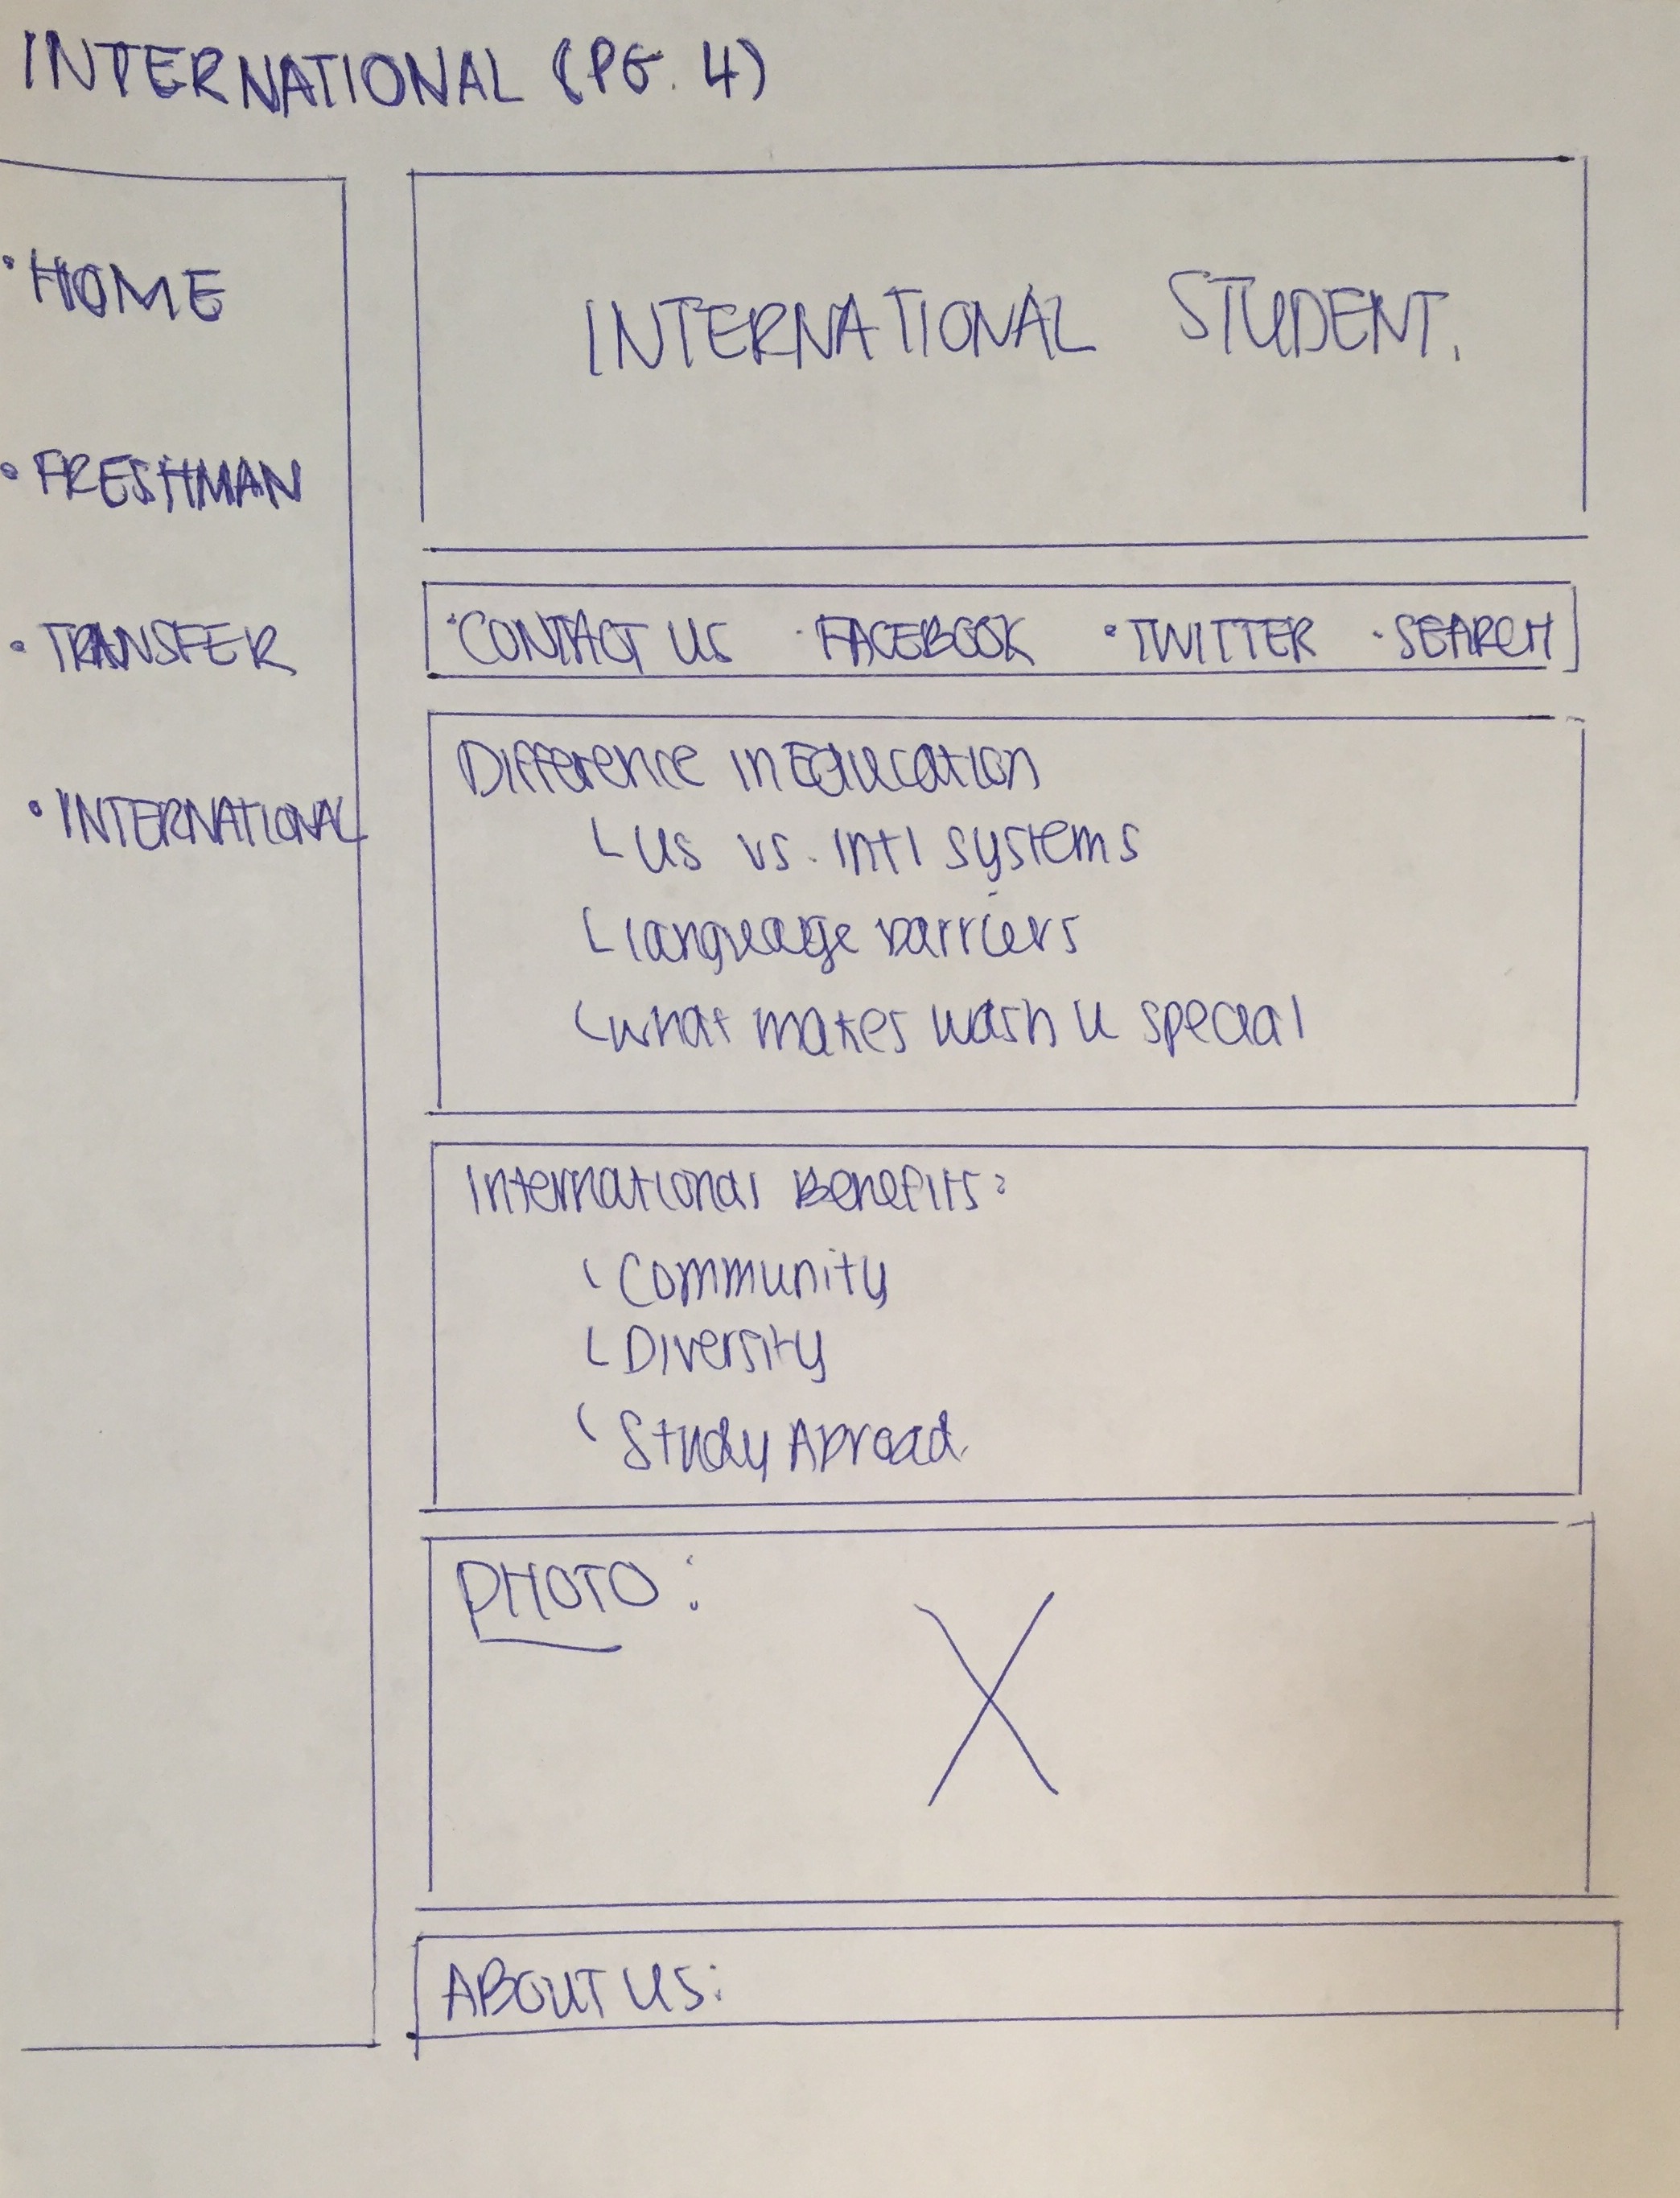 INTERNATIONAL (PG. 4)
• HOME
• FRESHMAN
• TRANSFER
• INTERNATIONAL
INTERNATIONAL STUDENT.
• CONTACT US • FACEBOOK • TWITTER • SEARCH
Difference in Education
└ US vs. intl systems
└ language barriers
└ what makes wash U special
International Benefits:
└ Community
└ Diversity
└ Study Abroad
PHOTO:
ABOUT US: